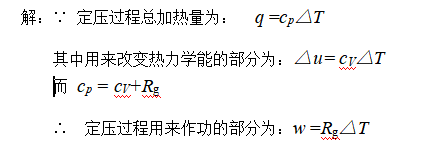 解：∵ 定压过程总加热量为： q =cp△T
其中用来改变热力学能的部分为：△u= cV△T
而 cp = cV+Rg
∴ 定压过程用来作功的部分为：w =Rg△T